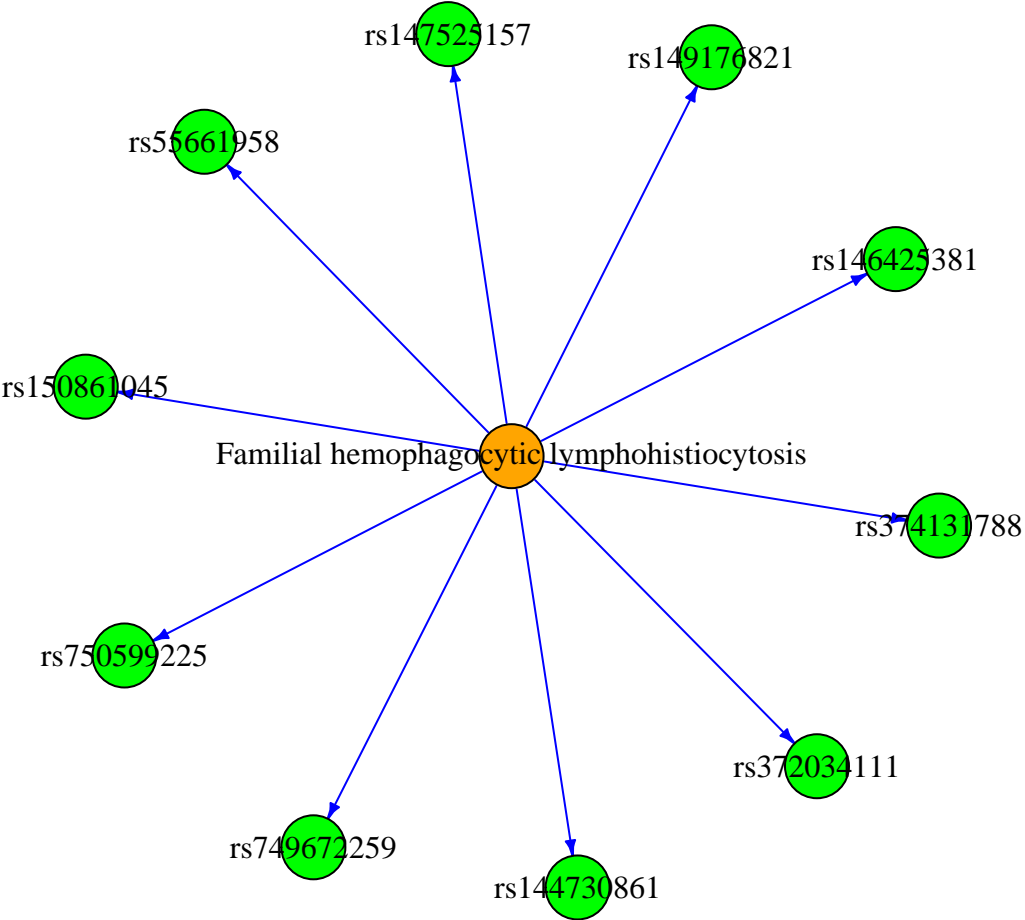 rs147525157
rs149176821
rs55661958
rs146425381
rs150861045
Familial hemophagocytic lymphohistiocytosis
rs374131788
rs750599225
rs372034111
rs749672259
rs144730861